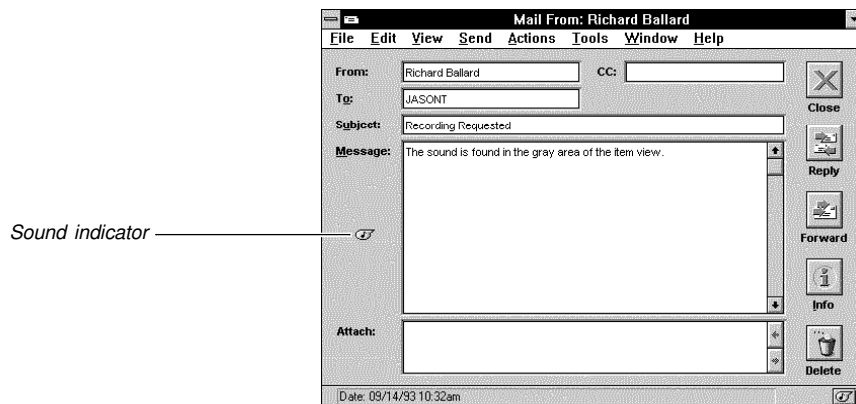 Mail From: Richard Ballard
File Edit View Send Actions Tools Window Help
From: Richard Ballard CC:
To: JASONT
Close
Subject: Recording Requested
Message: The sound is found in the gray area of the item view.
Reply
Sound indicator
Forward
Info
Attach:
Delete
Date: 09/14/93 10:32am